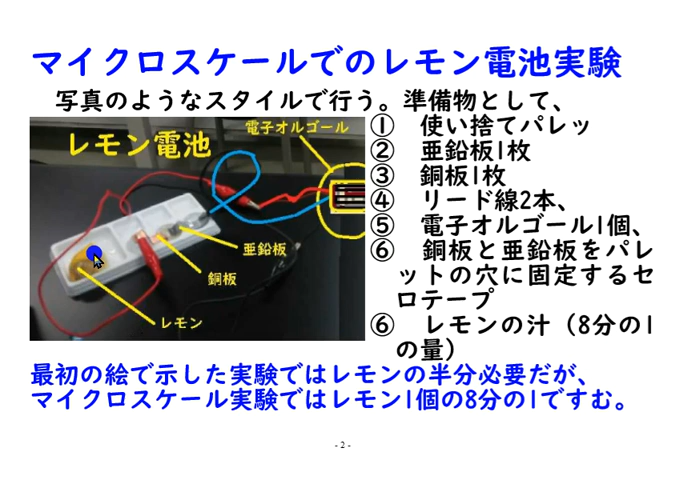 マイクロスケールでのレモン電池実験
写真のようなスタイルで行う。準備物として、
レモン電池
電子オルゴール
亜鉛板
銅板
レモン
① 使い捨てパレッ
② 亜鉛板1枚
③ 銅板1枚
④ リード線2本、
⑤ 電子オルゴール1個、
⑥ 銅板と亜鉛板をパレ
ットの穴に固定するセ
ロテープ
⑥ レモンの汁（8分の1
の量）
最初の絵で示した実験ではレモンの半分必要だが、
マイクロスケール実験ではレモン1個の8分の1ですむ。
- 2 -